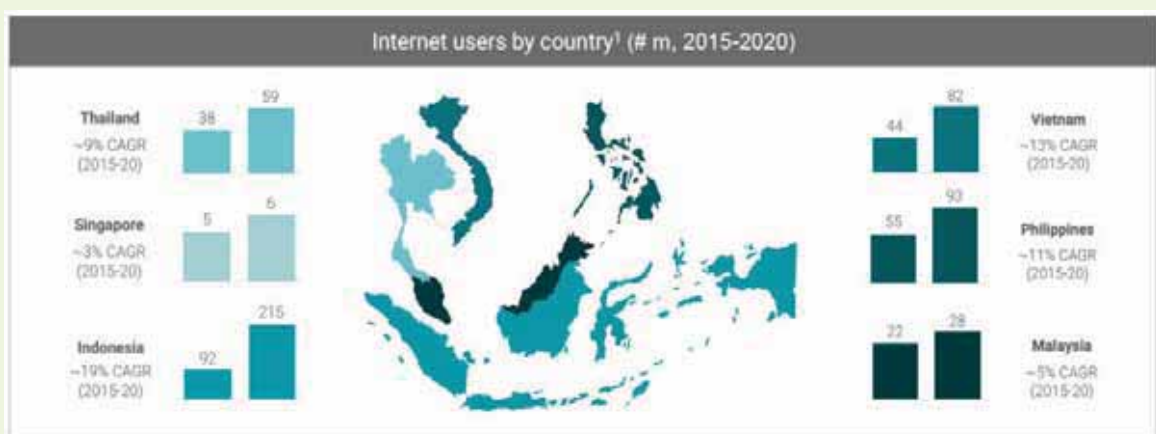 Internet users by country¹ (# m, 2015-2020)
Thailand
~9% CAGR
(2015-20)
38
59
Singapore
~3% CAGR
(2015-20)
5
6
Indonesia
~19% CAGR
(2015-20)
92
215
44
82
Vietnam
~13% CAGR
(2015-20)
55
93
Philippines
~11% CAGR
(2015-20)
22
28
Malaysia
~5% CAGR
(2015-20)